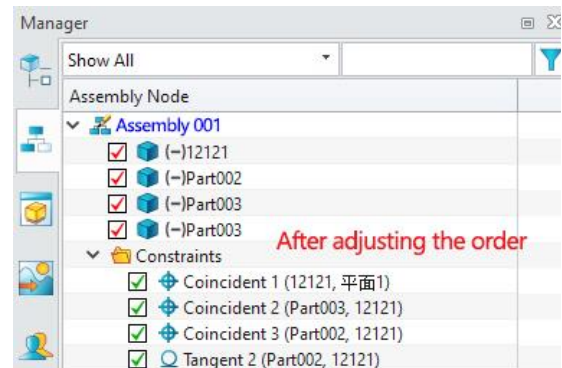 Manager
Show All
Assembly Node
Assembly 001
(-)12121
(-)Part002
(-)Part003
(-)Part003
After adjusting the order
Constraints
Coincident 1 (12121, 平面1)
Coincident 2 (Part003, 12121)
Coincident 3 (Part002, 12121)
Tangent 2 (Part002, 12121)